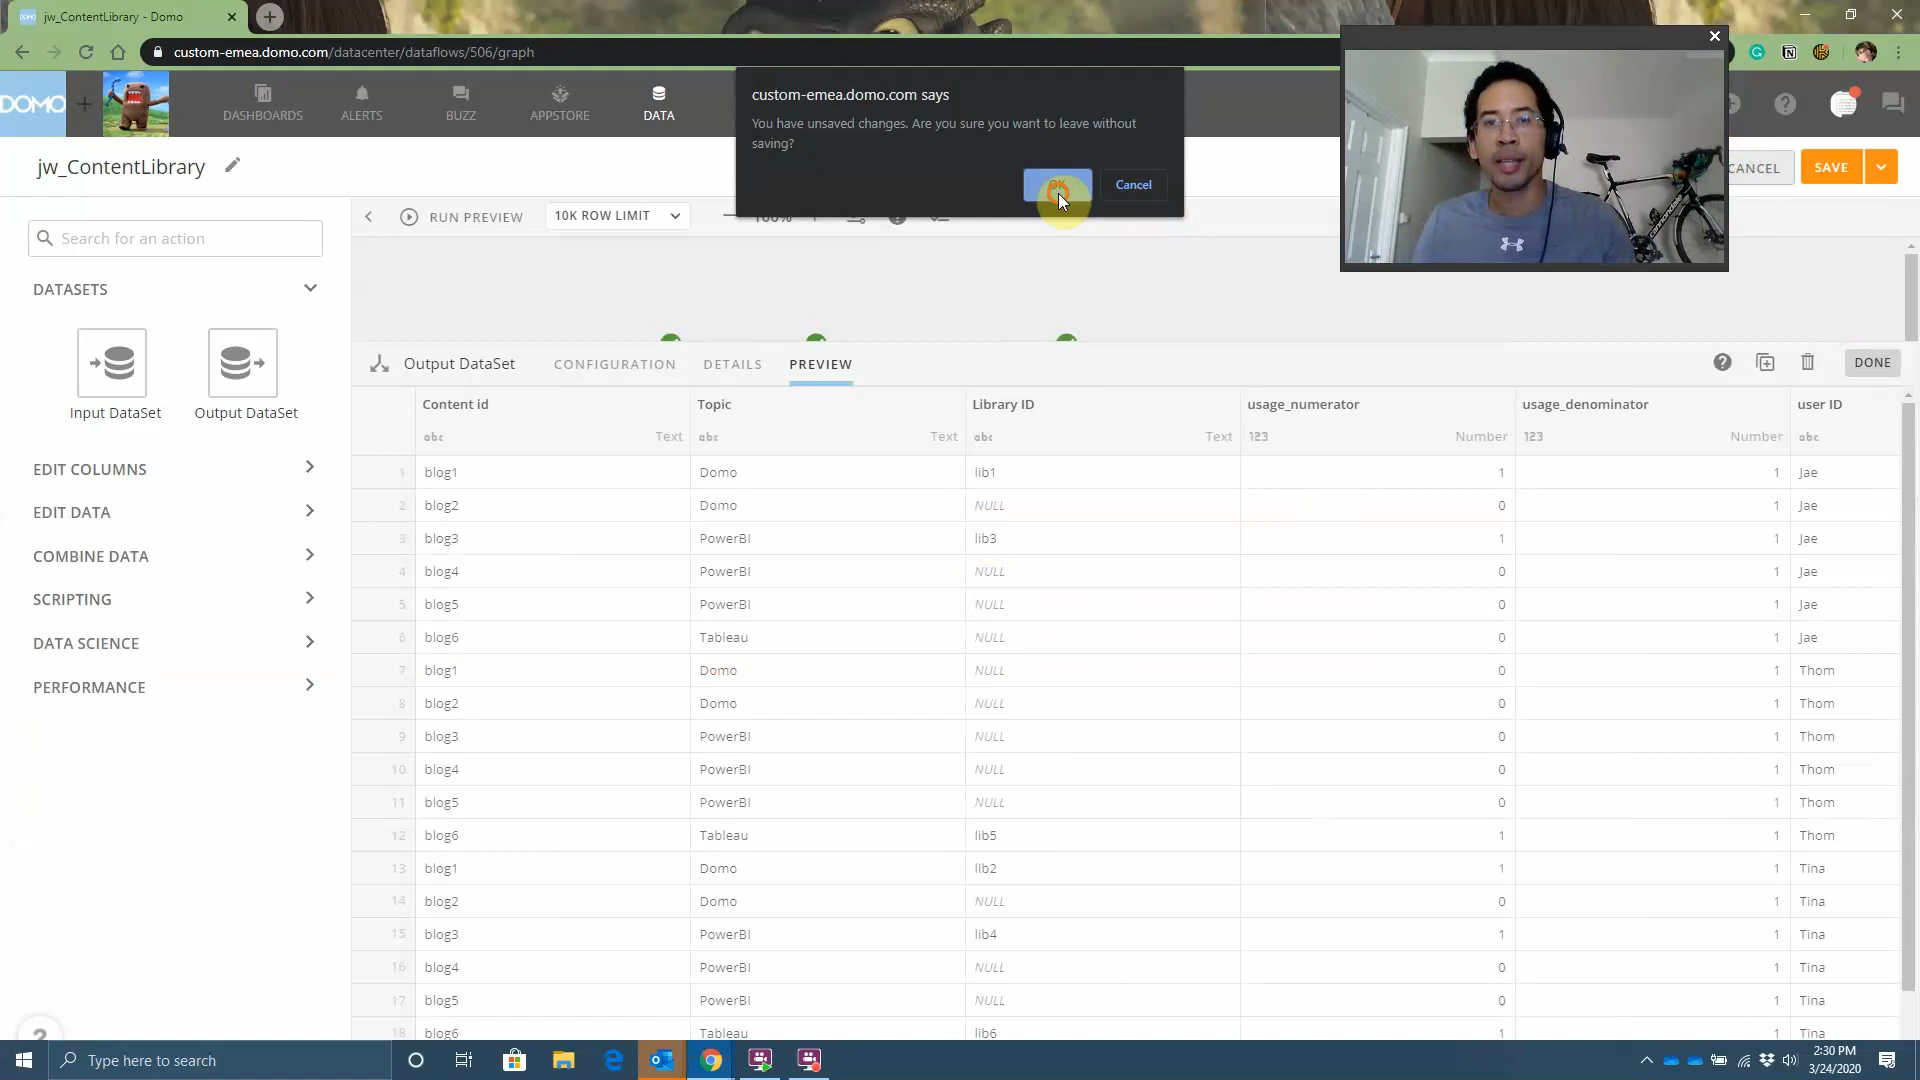 jw_ContentLibrary - Domo
custom-emea.domo.com/datacenter/dataflows/506/graph
DOMO
DASHBOARDS
ALERTS
BUZZ
APPSTORE
DATA
custom-emea.domo.com says
You have unsaved changes. Are you sure you want to leave without
saving?
Cancel
jw_ContentLibrary
CANCEL
SAVE
RUN PREVIEW
10K ROW LIMIT
100%
Search for an action
DATASETS
Input DataSet
Output DataSet
EDIT COLUMNS
EDIT DATA
COMBINE DATA
SCRIPTING
DATA SCIENCE
PERFORMANCE
Output DataSet CONFIGURATION DETAILS PREVIEW DONE
Content id Topic Library ID usage_numerator usage_denominator user ID
abc Text abc Text abc Text 123 Number 123 Number abc
1 blog1 Domo lib1 1 1 Jae
2 blog2 Domo NULL 0 1 Jae
3 blog3 PowerBI lib3 1 1 Jae
4 blog4 PowerBI NULL 0 1 Jae
5 blog5 PowerBI NULL 0 1 Jae
6 blog6 Tableau NULL 0 1 Jae
7 blog1 Domo NULL 0 1 Thom
8 blog2 Domo NULL 0 1 Thom
9 blog3 PowerBI NULL 0 1 Thom
10 blog4 PowerBI NULL 0 1 Thom
11 blog5 PowerBI NULL 0 1 Thom
12 blog6 Tableau lib5 1 1 Thom
13 blog1 Domo lib2 1 1 Tina
14 blog2 Domo NULL 0 1 Tina
15 blog3 PowerBI lib4 1 1 Tina
16 blog4 PowerBI NULL 0 1 Tina
17 blog5 PowerBI NULL 0 1 Tina
18 blog6 Tableau lib6 1 1 Tina
Type here to search
2:30 PM
3/24/2020